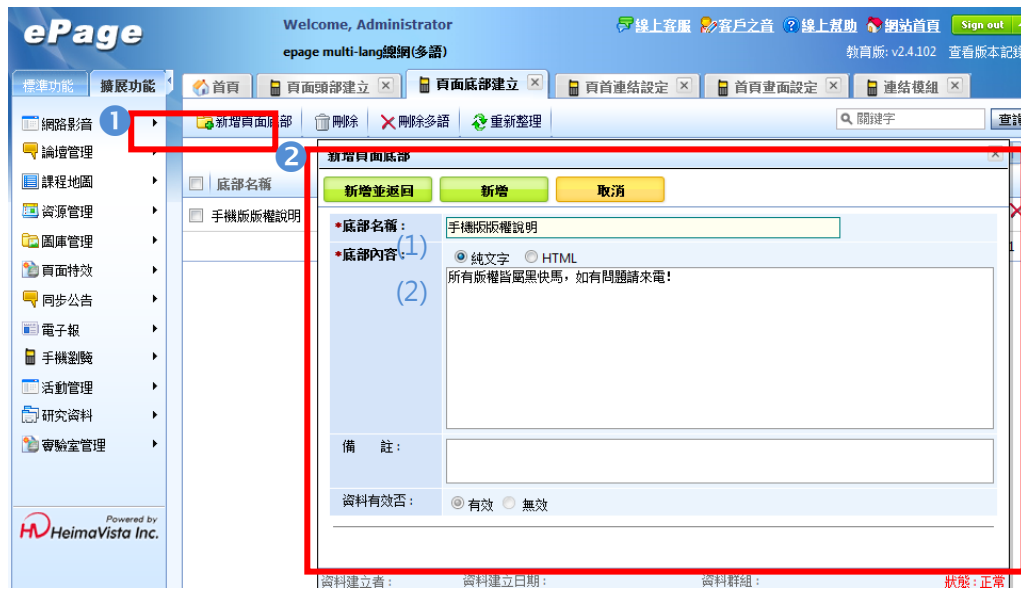 ePage
Welcome, Administrator
epage multi-lang總網(多語)
線上客服 客戶之音 線上幫助 網站首頁 Sign out
教育版: v2.4.102 查看版本記錄
標準功能 擴展功能
首頁 頁面頭部建立 頁面底部建立 頁首連結設定 首頁畫面設定 連結模組
網路影音
論壇管理
課程地圖
資源管理
圖庫管理
頁面特效
同步公告
電子報
手機瀏覽
活動管理
研究資料
實驗室管理
Powered by
HeimaVista Inc.
1
新增頁面底部 刪除 刪除多語 重新整理 關鍵字
2
底部名稱
手機版版權說明
1
新增頁面底部
新增並返回 新增 取消
*底部名稱: 手機版版權說明
(1)
*底部內容: 純文字 HTML
(2)
所有版權皆屬黑快馬，如有問題請來電!
備 註:
資料有效否: 有效 無效
資料建立者: 資料建立日期: 資料群組: 狀態:正常